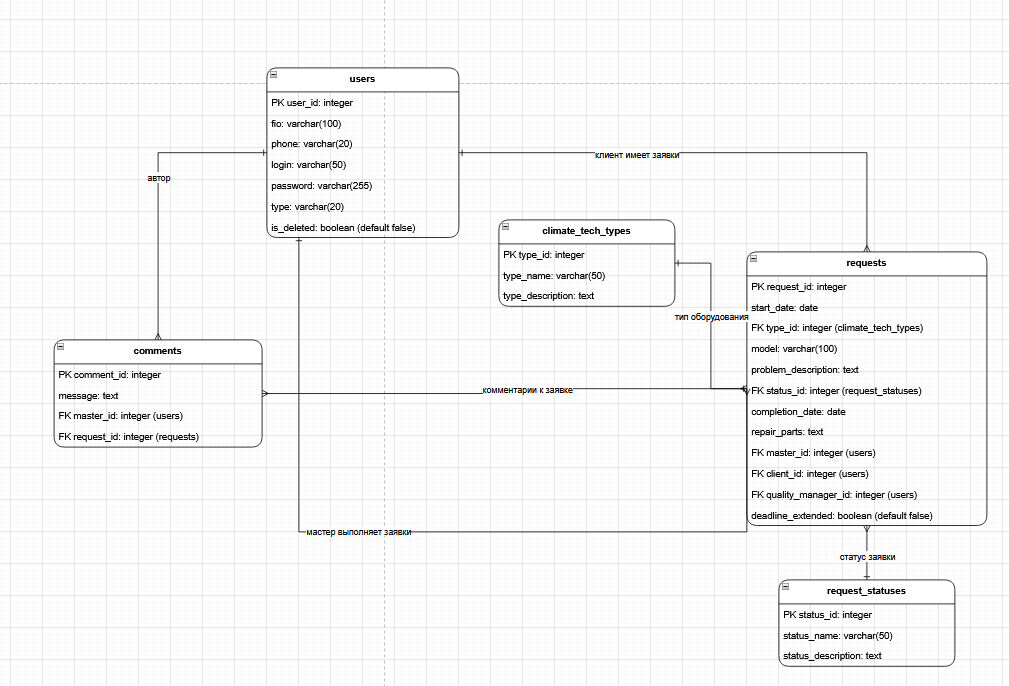 users
PK user_id: integer
fio: varchar(100)
phone: varchar(20)
login: varchar(50)
password: varchar(255)
type: varchar(20)
is_deleted: boolean (default false)
клиент имеет заявки
автор
climate_tech_types
PK type_id: integer
type_name: varchar(50)
type_description: text
тип оборудования
requests
PK request_id: integer
start_date: date
FK type_id: integer (climate_tech_types)
model: varchar(100)
problem_description: text
FK status_id: integer (request_statuses)
completion_date: date
repair_parts: text
FK master_id: integer (users)
FK client_id: integer (users)
FK quality_manager_id: integer (users)
deadline_extended: boolean (default false)
comments
PK comment_id: integer
message: text
FK master_id: integer (users)
FK request_id: integer (requests)
комментарии к заявке
мастер выполняет заявки
статус заявки
request_statuses
PK status_id: integer
status_name: varchar(50)
status_description: text